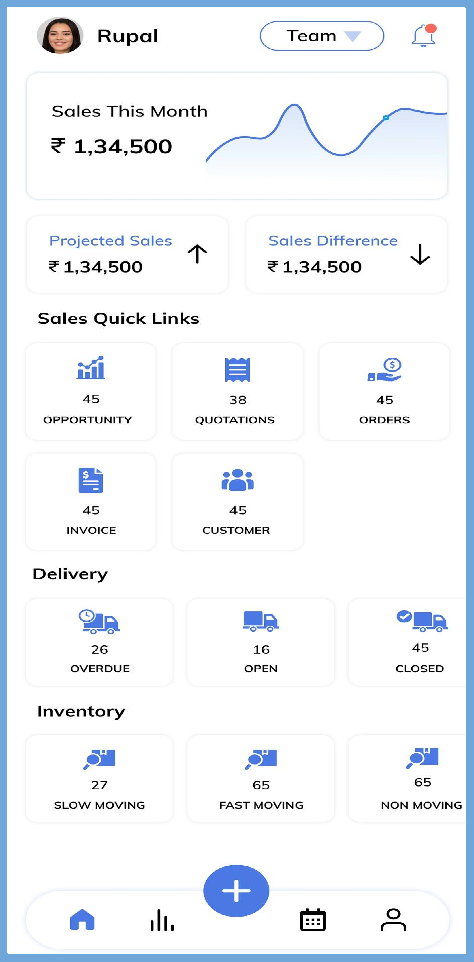 Rupal
Team
Sales This Month
₹ 1,34,500
Projected Sales
₹ 1,34,500
Sales Difference
₹ 1,34,500
Sales Quick Links
45
OPPORTUNITY
38
QUOTATIONS
45
ORDERS
45
INVOICE
45
CUSTOMER
Delivery
26
OVERDUE
16
OPEN
45
CLOSED
Inventory
27
SLOW MOVING
65
FAST MOVING
65
NON MOVING